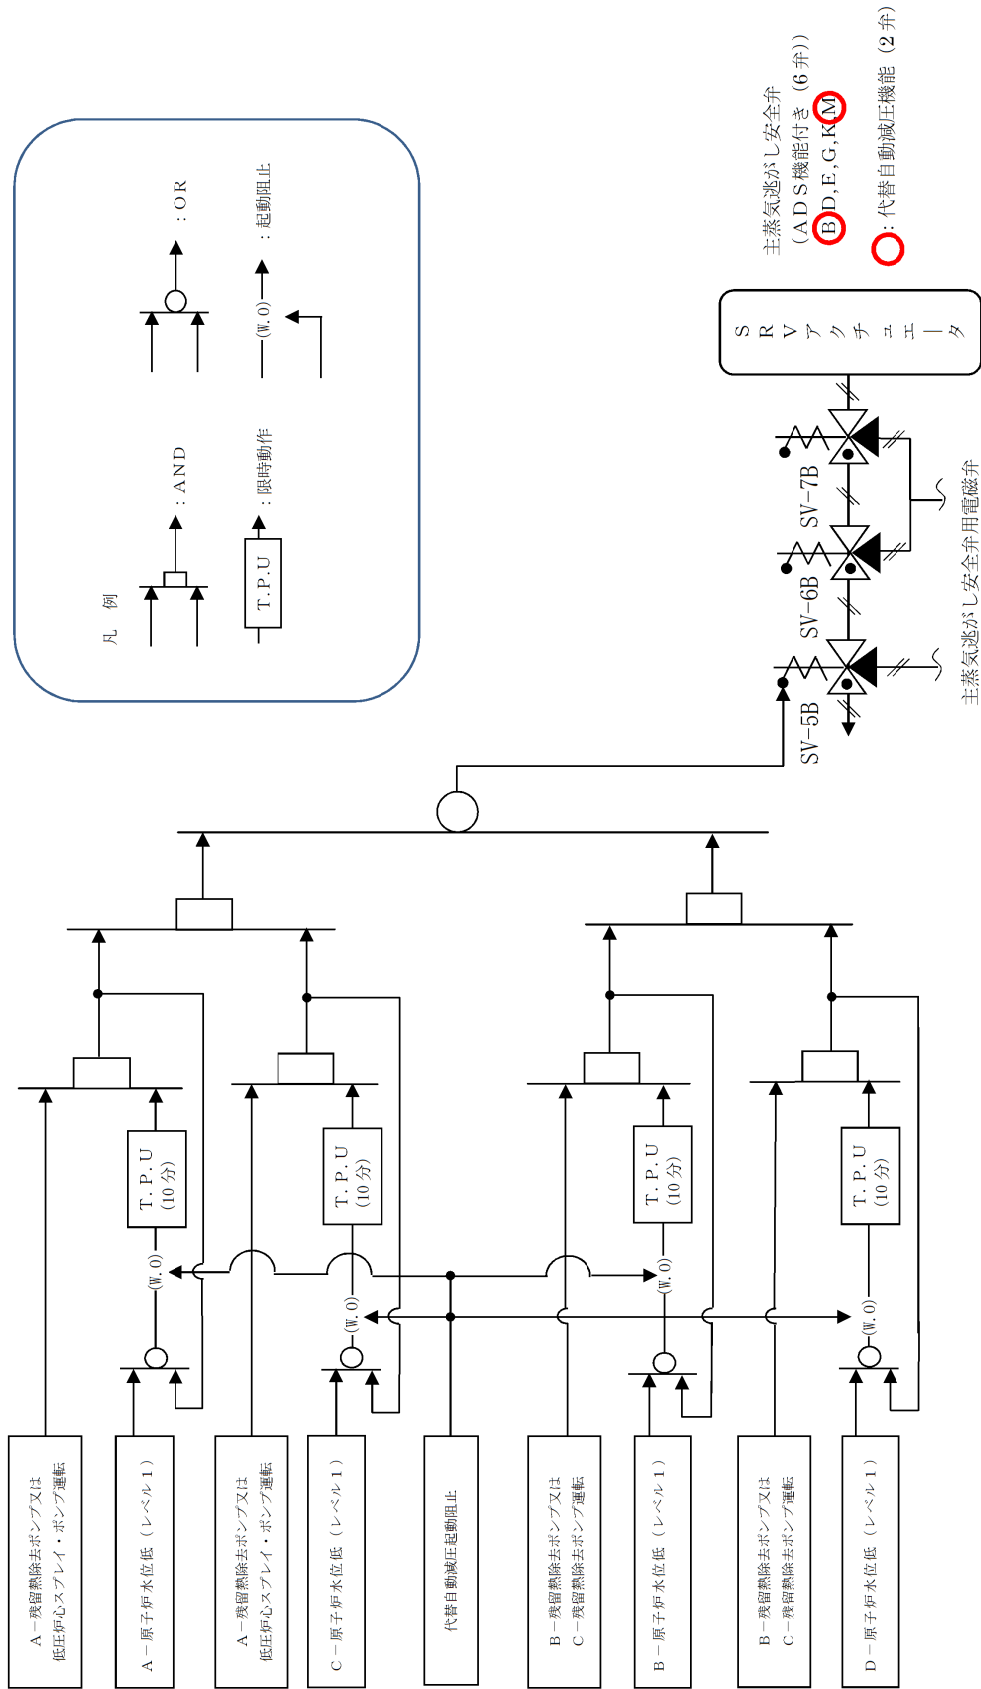 A－残留熱除去ポンプ又は
低圧炉心スプレイ・ポンプ運転
A－原子炉水位低（レベル１）
A－残留熱除去ポンプ又は
低圧炉心スプレイ・ポンプ運転
C－原子炉水位低（レベル１）
代替自動減圧起動阻止
B－残留熱除去ポンプ又は
C－残留熱除去ポンプ運転
B－原子炉水位低（レベル１）
B－残留熱除去ポンプ又は
C－残留熱除去ポンプ運転
D－原子炉水位低（レベル１）
(W.O)
(W.O)
(W.O)
(W.O)
T.P.U
(10分)
T.P.U
(10分)
T.P.U
(10分)
T.P.U
(10分)
凡　例
：AND
：OR
T.P.U
：限時動作
(W.O)
：起動阻止
SV-5B
SV-6B
SV-7B
主蒸気逃がし安全弁用電磁弁
SRVアクチュエータ
主蒸気逃がし安全弁
（ADS機能付き（6弁））
B,D,E,G,K,M
：代替自動減圧機能（2弁）